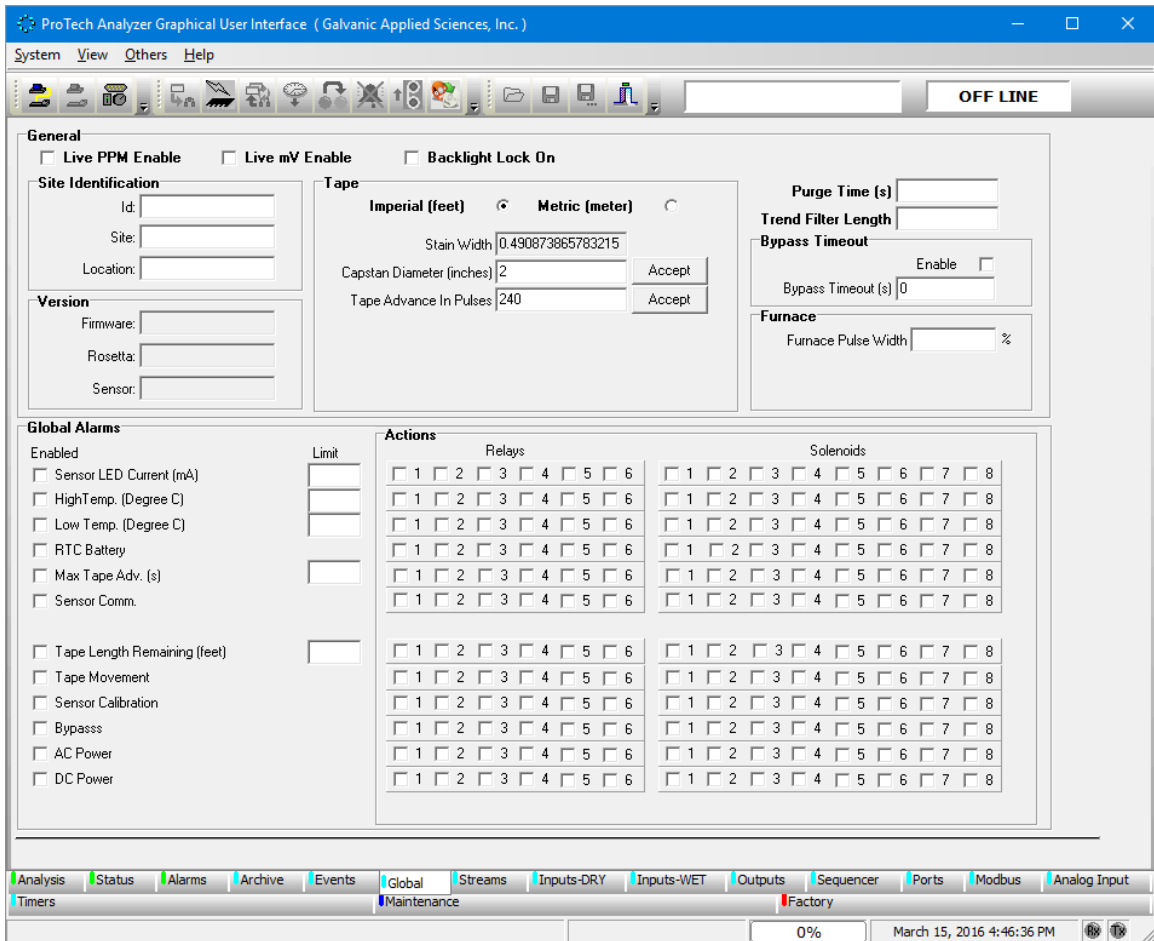 ProTech Analyzer Graphical User Interface ( Galvanic Applied Sciences, Inc. )
System View Others Help
OFF LINE
General
Live PPM Enable Live mV Enable Backlight Lock On
Site Identification
Id:
Site:
Location:
Version
Firmware:
Rosetta:
Sensor:
Tape
Imperial (feet) Metric (meter)
Stain Width 0.490873865783215
Capstan Diameter (inches) 2 Accept
Tape Advance In Pulses 240 Accept
Purge Time (s)
Trend Filter Length
Bypass Timeout
Enable
Bypass Timeout (s) 0
Furnace
Furnace Pulse Width %
Global Alarms
Actions
Enabled Limit Relays Solenoids
Sensor LED Current (mA) 1 2 3 4 5 6 1 2 3 4 5 6 7 8
HighTemp. (Degree C) 1 2 3 4 5 6 1 2 3 4 5 6 7 8
Low Temp. (Degree C) 1 2 3 4 5 6 1 2 3 4 5 6 7 8
RTC Battery 1 2 3 4 5 6 1 2 3 4 5 6 7 8
Max Tape Adv. (s) 1 2 3 4 5 6 1 2 3 4 5 6 7 8
Sensor Comm. 1 2 3 4 5 6 1 2 3 4 5 6 7 8
Tape Length Remaining (feet) 1 2 3 4 5 6 1 2 3 4 5 6 7 8
Tape Movement 1 2 3 4 5 6 1 2 3 4 5 6 7 8
Sensor Calibration 1 2 3 4 5 6 1 2 3 4 5 6 7 8
Bypasss 1 2 3 4 5 6 1 2 3 4 5 6 7 8
AC Power 1 2 3 4 5 6 1 2 3 4 5 6 7 8
DC Power 1 2 3 4 5 6 1 2 3 4 5 6 7 8
Analysis Status Alarms Archive Events Global Streams Inputs-DRY Inputs-WET Outputs Sequencer Ports Modbus Analog Input
Timers Maintenance Factory
0% March 15, 2016 4:46:36 PM Rx Tx